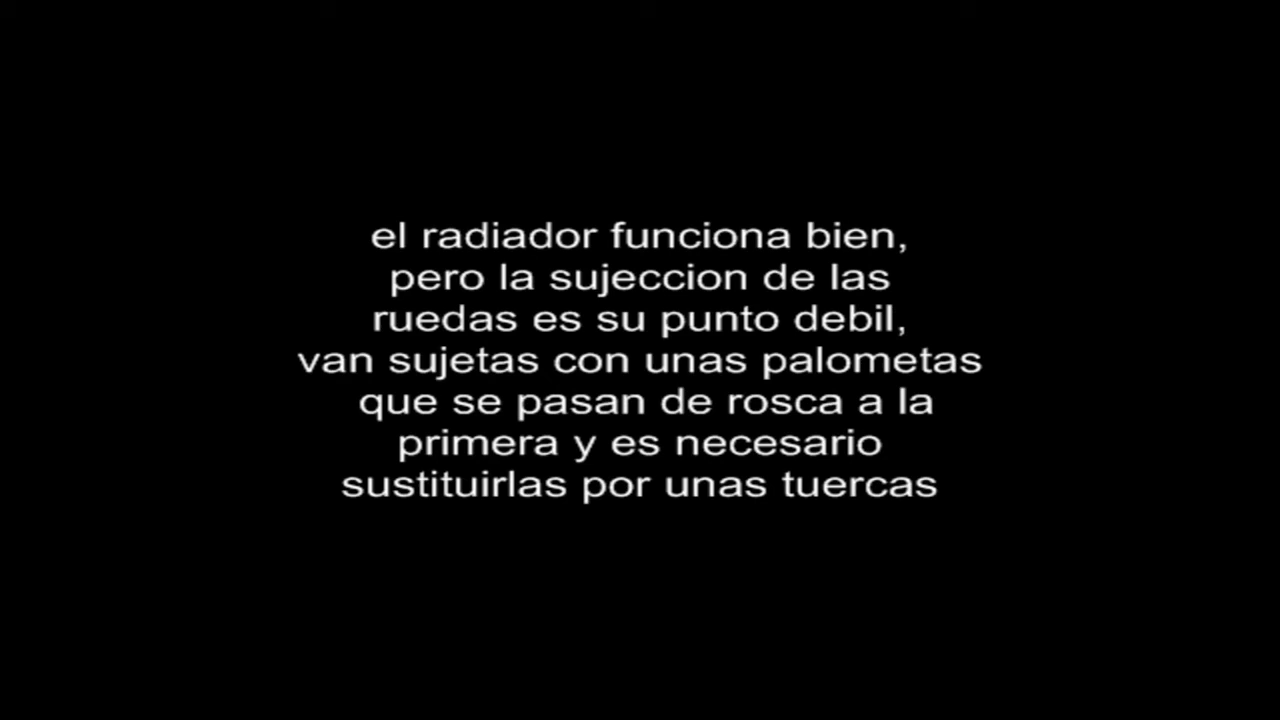 el radiador funciona bien,
pero la sujeccion de las
ruedas es su punto debil,
van sujetas con unas palometas
que se pasan de rosca a la
primera y es necesario
sustituirlas por unas tuercas